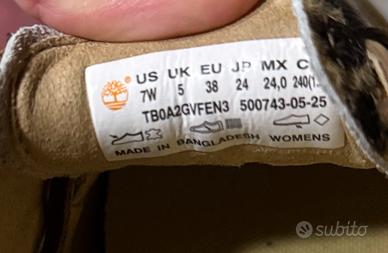 US UK EU JP MX
7W 5 38 24 24,0 240(1.
TB0A2GVFEN3 500743-05-25
MADE IN BANGLADESH WOMENS
subito